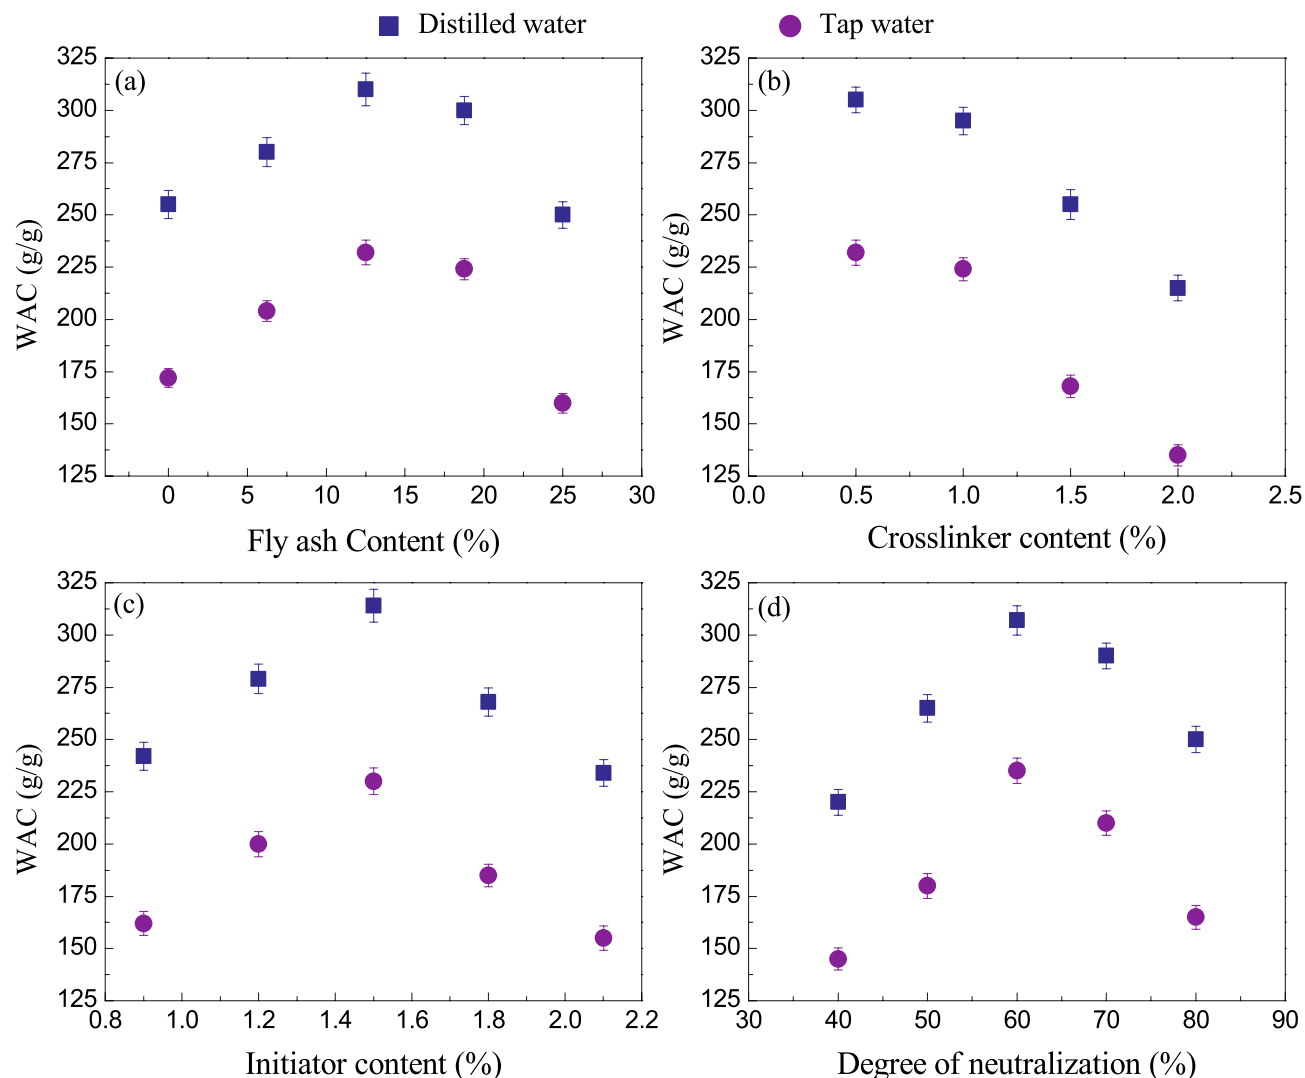 Distilled water
Tap water
(a)
325
300
275
250
225
200
175
150
125
WAC (g/g)
0 5 10 15 20 25 30
Fly ash Content (%)
(b)
325
300
275
250
225
200
175
150
125
WAC (g/g)
0.0 0.5 1.0 1.5 2.0 2.5
Crosslinker content (%)
(c)
325
300
275
250
225
200
175
150
125
WAC (g/g)
0.8 1.0 1.2 1.4 1.6 1.8 2.0 2.2
Initiator content (%)
(d)
325
300
275
250
225
200
175
150
125
WAC (g/g)
30 40 50 60 70 80 90
Degree of neutralization (%)